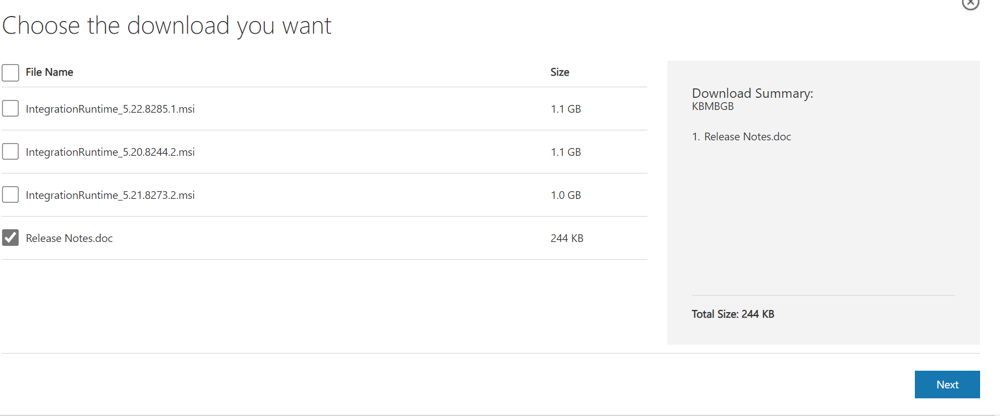 Choose the download you want
File Name Size
IntegrationRuntime_5.22.8285.1.msi 1.1 GB
IntegrationRuntime_5.20.8244.2.msi 1.1 GB
IntegrationRuntime_5.21.8273.2.msi 1.0 GB
Release Notes.doc 244 KB
Download Summary:
KBMBGB
1. Release Notes.doc
Total Size: 244 KB
Next